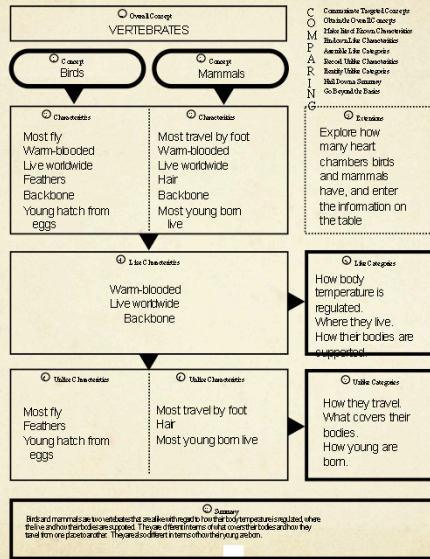 Overall Concept
VERTEBRATES
Concept
Birds
Concept
Mammals
C
O
M
P
A
R
I
N
G
Communicate Targeted Concepts
Obtain the Overall Concepts
Make lists of Known Characteristics
Pin down Like Characteristics
Assemble Like Categories
Record Unlike Characteristics
Identify Unlike Categories
Nail Down a Summary
Go Beyond the Basics
Characteristics
Most fly
Warm-blooded
Live worldwide
Feathers
Backbone
Young hatch from
eggs
Characteristics
Most travel by foot
Warm-blooded
Live worldwide
Hair
Backbone
Most young born
live
Extensions
Explore how
many heart
chambers birds
and mammals
have, and enter
the information on
the table
Like Characteristics
Warm-blooded
Live worldwide
Backbone
Like Categories
How body
temperature is
regulated.
Where they live.
How their bodies are
supported.
Unlike Characteristics
Most fly
Feathers
Young hatch from
eggs
Unlike Characteristics
Most travel by foot
Hair
Most young born live
Unlike Categories
How they travel.
What covers their
bodies.
How young are
born.
Summary
Birds and mammals are two vertebrates that are alike with regard to how their body temperature is regulated, where
the live and how their bodies are supported. They are different in terms of what covers their bodies and how they
travel from one place to another. They are also different in terms of how their young are born.